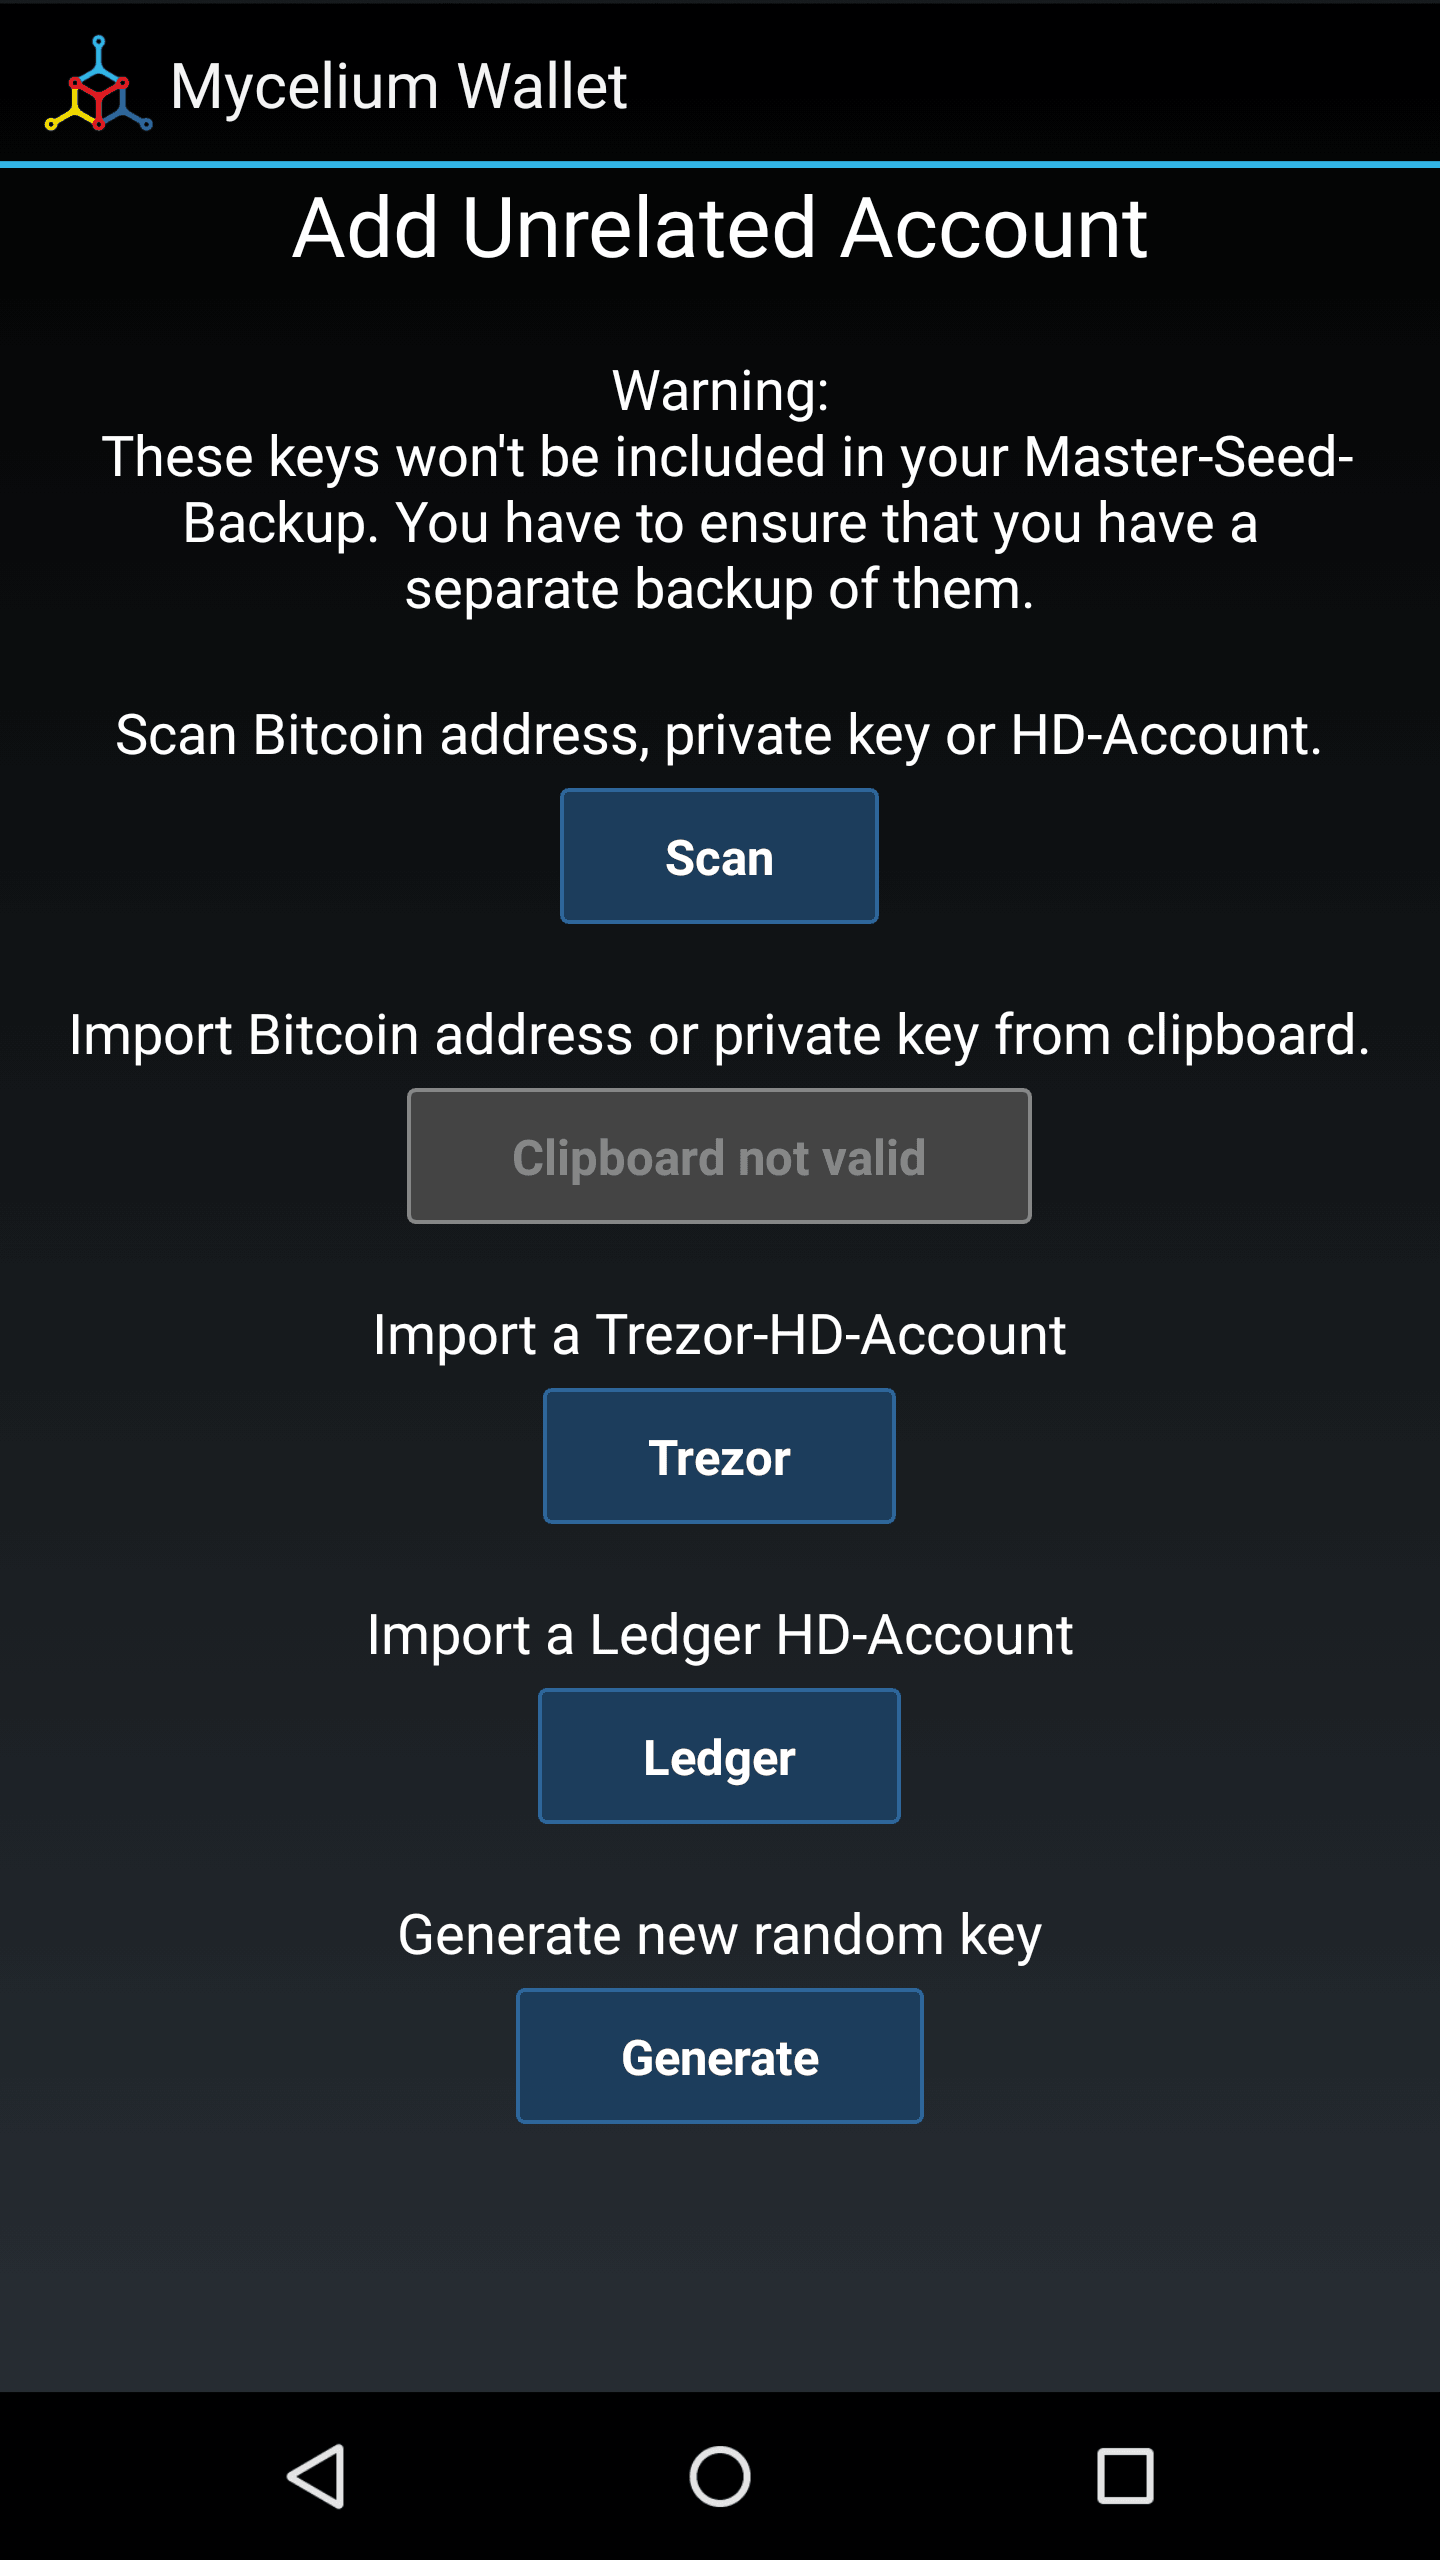 Mycelium Wallet
Add Unrelated Account
Warning:
These keys won't be included in your Master-Seed-
Backup. You have to ensure that you have a
separate backup of them.
Scan Bitcoin address, private key or HD-Account.
Scan
Import Bitcoin address or private key from clipboard.
Clipboard not valid
Import a Trezor-HD-Account
Trezor
Import a Ledger HD-Account
Ledger
Generate new random key
Generate